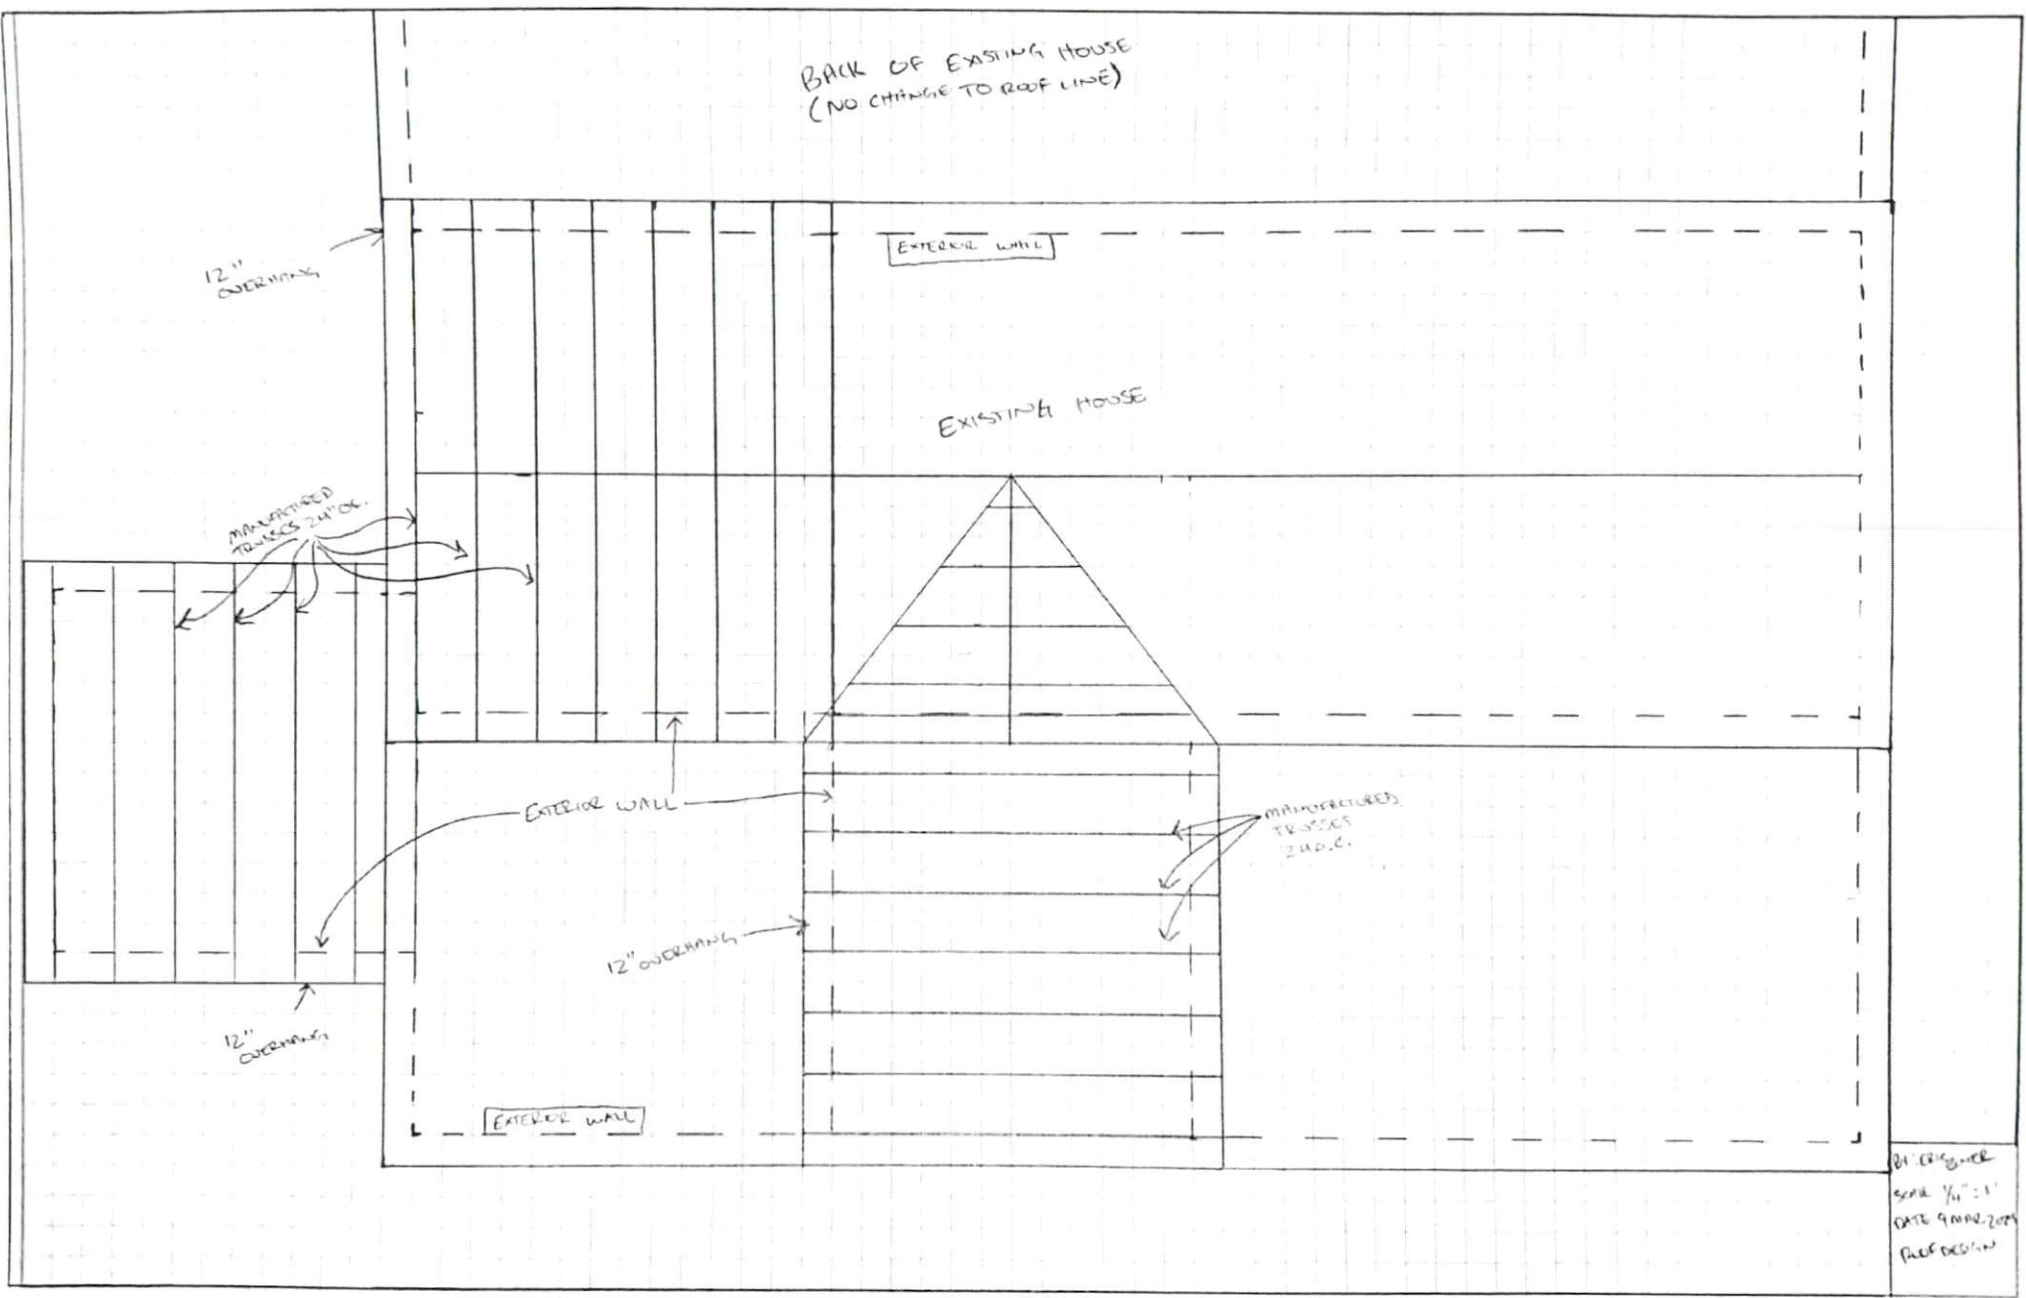 BACK OF EXISTING HOUSE
(NO CHANGE TO ROOF LINE)
EXTERIOR WALL
12"
OVERHANG
EXISTING HOUSE
MANUFACTURED
TRUSSES 24" OC.
EXTERIOR WALL
MANUFACTURED
TRUSSES
24 O.C.
12" OVERHANG
12"
OVERHANG
EXTERIOR WALL
BY:
SCALE 1/4" : 1'
DATE 9 MAR
ROOF DESIGN